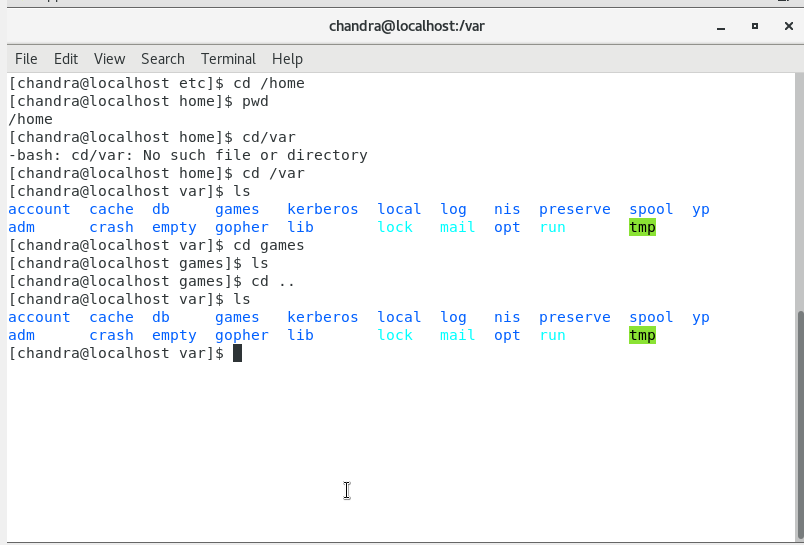 chandra@localhost:/var
File Edit View Search Terminal Help
[chandra@localhost etc]$ cd /home
[chandra@localhost home]$ pwd
/home
[chandra@localhost home]$ cd/var
-bash: cd/var: No such file or directory
[chandra@localhost home]$ cd /var
[chandra@localhost var]$ ls
account  cache  db     games   kerberos  local  log   nis  preserve  spool  yp
adm      crash  empty  gopher  lib       lock   mail  opt  run       tmp
[chandra@localhost var]$ cd games
[chandra@localhost games]$ ls
[chandra@localhost games]$ cd ..
[chandra@localhost var]$ ls
account  cache  db     games   kerberos  local  log   nis  preserve  spool  yp
adm      crash  empty  gopher  lib       lock   mail  opt  run       tmp
[chandra@localhost var]$